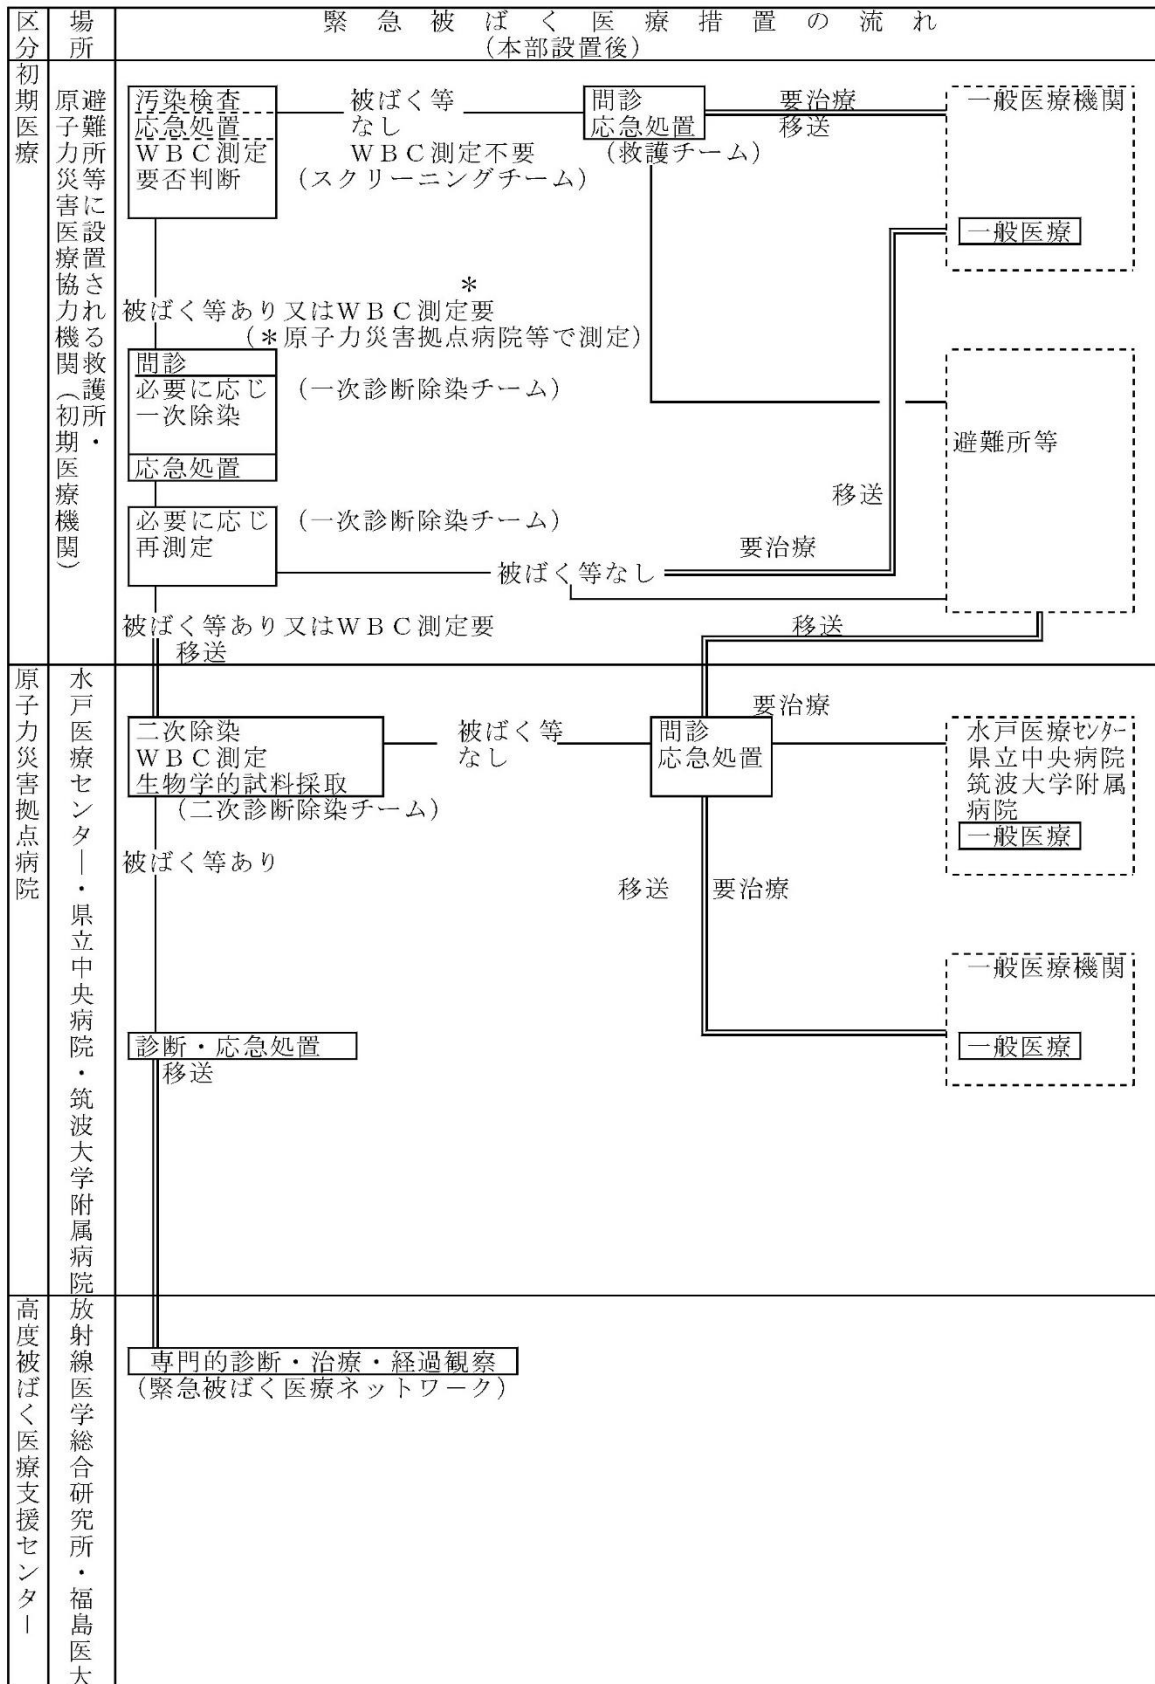 区分
場所
緊急被ばく医療措置の流れ
(本部設置後)
初期医療
避難所等に設置される救護所・
原子力災害医療協力機関(初期医療機関)
汚染検査
応急処置
WBC測定
要否判断
被ばく等
なし
WBC測定不要
(スクリーニングチーム)
問診
応急処置
(救護チーム)
要治療
移送
一般医療機関
一般医療
*
被ばく等あり又はWBC測定要
(*原子力災害拠点病院等で測定)
問診
必要に応じ
一次除染
(一次診断除染チーム)
応急処置
避難所等
移送
必要に応じ
再測定
(一次診断除染チーム)
要治療
被ばく等なし
被ばく等あり又はWBC測定要
移送
移送
原子力災害拠点病院
水戸医療センター・県立中央病院・筑波大学附属病院
二次除染
WBC測定
生物学的試料採取
(二次診断除染チーム)
被ばく等
なし
問診
応急処置
要治療
水戸医療センター
県立中央病院
筑波大学附属
病院
一般医療
被ばく等あり
移送
要治療
一般医療機関
一般医療
診断・応急処置
移送
高度被ばく医療支援センター
放射線医学総合研究所・福島医大
専門的診断・治療・経過観察
(緊急被ばく医療ネットワーク)